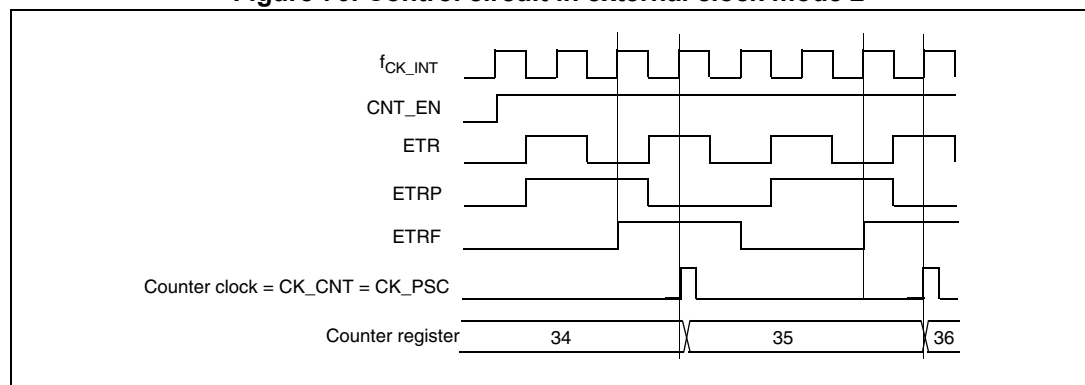 Figure Control circuit in external clock mode 2
fCK_INT
CNT_EN
ETR
ETRP
ETRF
Counter clock = CK_CNT = CK_PSC
Counter register 34 35 36